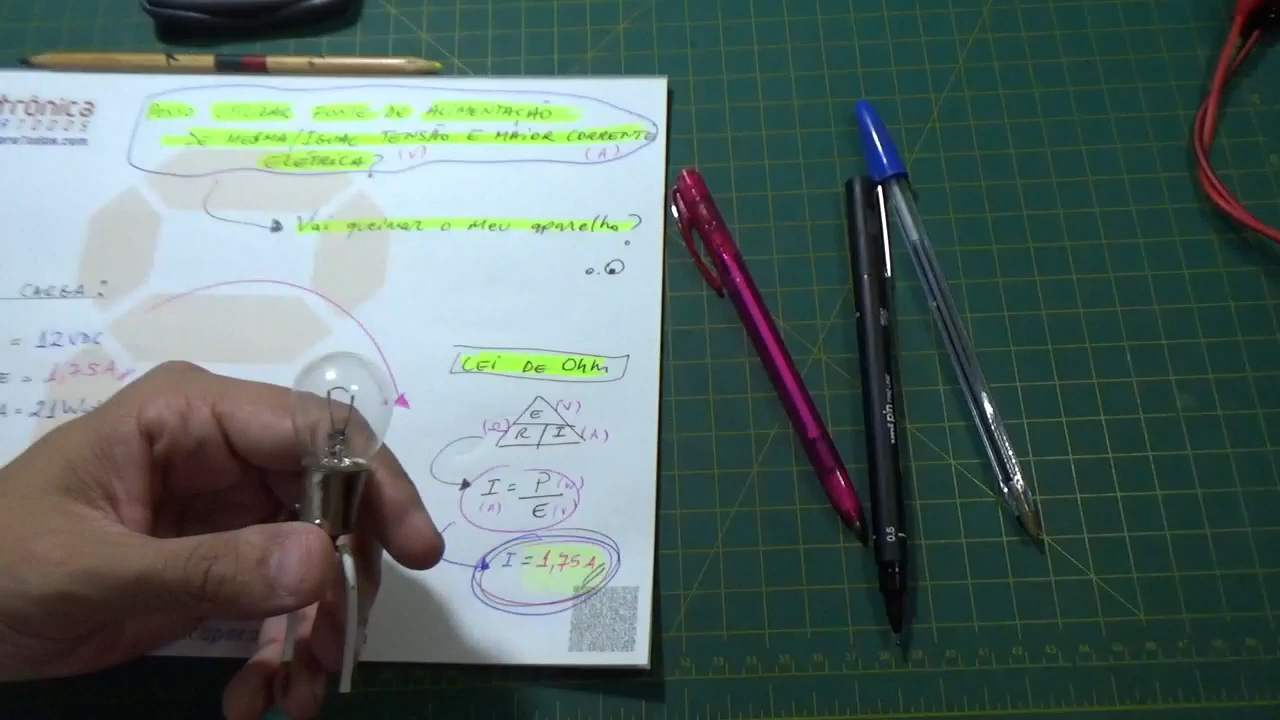 trônica
POSSO UTILIZAR FONTE DE ALIMENTAÇÃO
DE MESMA/IGUAL TENSÃO E MAIOR CORRENTE
ELÉTRICA? (V) (A)
Vai queimar o meu aparelho?
CARGA:
= 12VDC
E = 1,75A
A = 21W
LEI DE OHM
E (V)
(Ω) R I (A)
I = P (W)
(A) E (V)
I = 1,75A
0.5